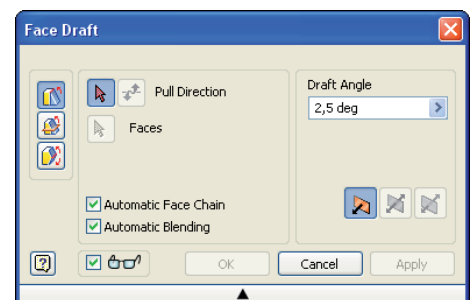 Face Draft
Pull Direction
Faces
Draft Angle
2,5 deg
Automatic Face Chain
Automatic Blending
OK
Cancel
Apply